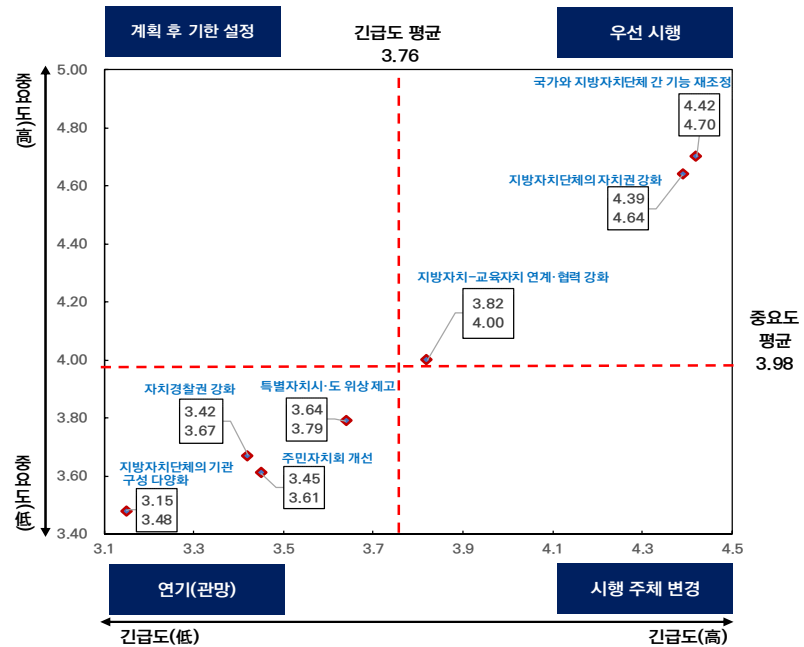 계획 후 기한 설정
긴급도 평균
3.76
우선 시행
중요도(高)
5.00
4.80
4.60
4.40
4.20
4.00
3.80
3.60
3.40
중요도(低)
국가와 지방자치단체 간 기능 재조정
4.42
4.70
지방자치단체의 자치권 강화
4.39
4.64
지방자치-교육자치 연계·협력 강화
3.82
4.00
중요도
평균
3.98
자치경찰권 강화
3.42
3.67
특별자치시·도 위상 제고
3.64
3.79
주민자치회 개선
3.45
3.61
지방자치단체의 기관
구성 다양화
3.15
3.48
3.1 3.3 3.5 3.7 3.9 4.1 4.3 4.5
연기(관망)
시행 주체 변경
긴급도(低)
긴급도(高)